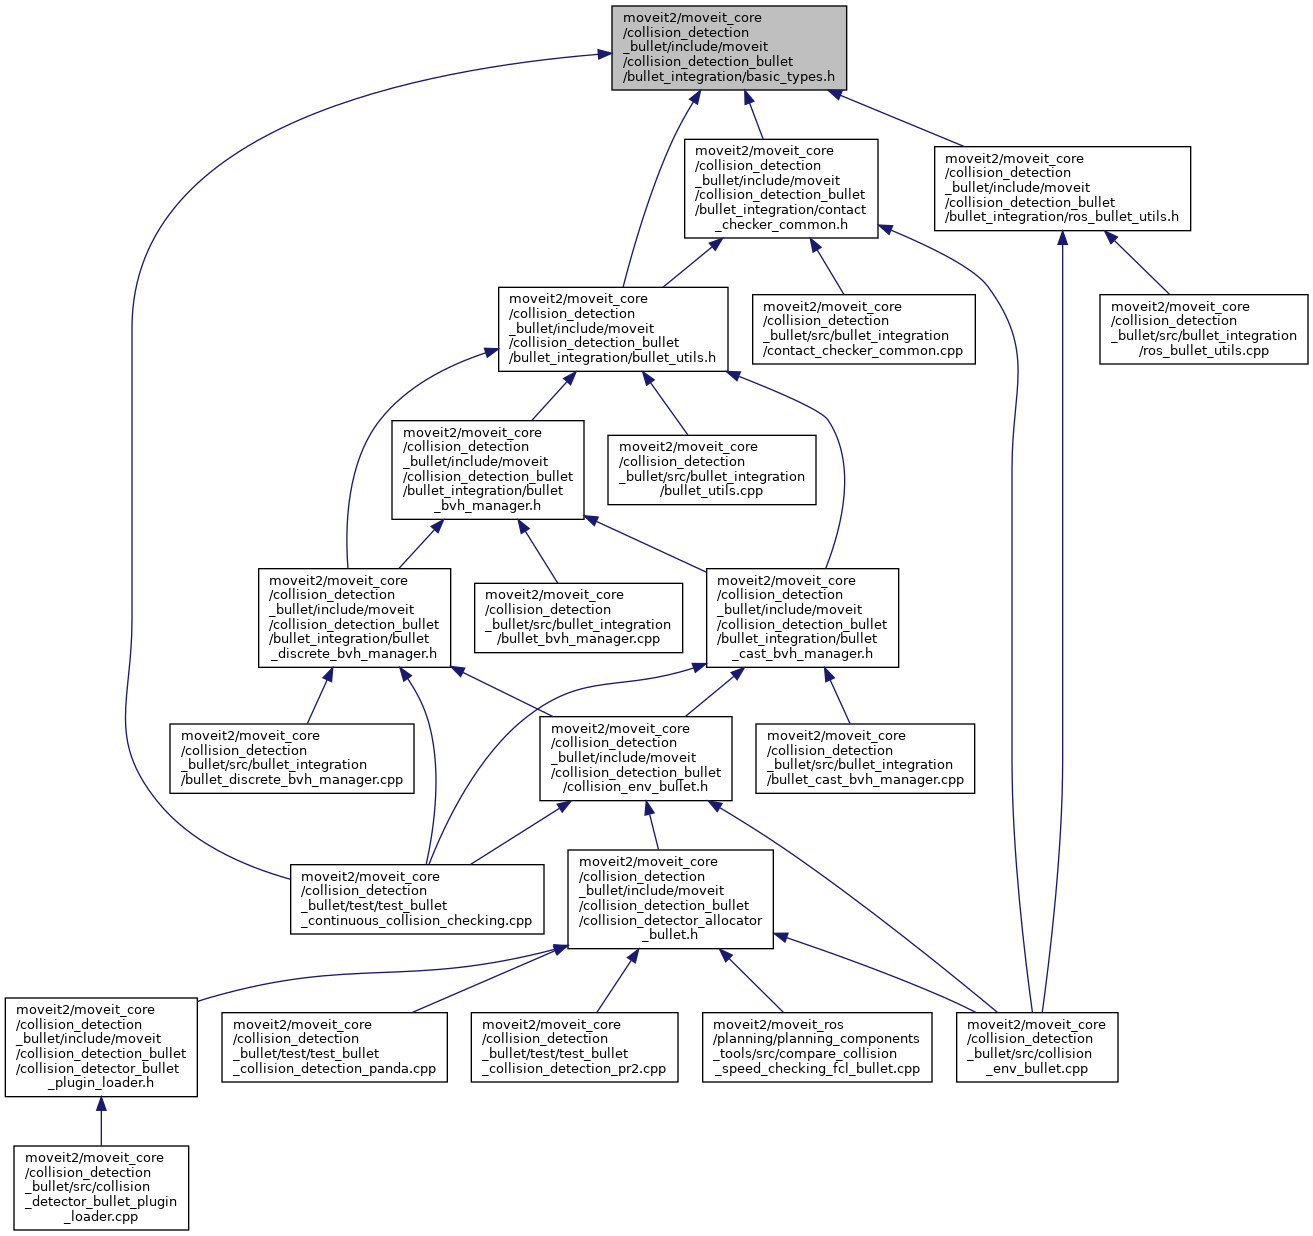 moveit2/moveit_core
/collision_detection
_bullet/include/moveit
/collision_detection_bullet
/bullet_integration/basic_types.h
moveit2/moveit_core
/collision_detection
_bullet/include/moveit
/collision_detection_bullet
/bullet_integration/contact
_checker_common.h
moveit2/moveit_core
/collision_detection
_bullet/include/moveit
/collision_detection_bullet
/bullet_integration/ros_bullet_utils.h
moveit2/moveit_core
/collision_detection
_bullet/include/moveit
/collision_detection_bullet
/bullet_integration/bullet_utils.h
moveit2/moveit_core
/collision_detection
_bullet/src/bullet_integration
/contact_checker_common.cpp
moveit2/moveit_core
/collision_detection
_bullet/src/bullet_integration
/ros_bullet_utils.cpp
moveit2/moveit_core
/collision_detection
_bullet/include/moveit
/collision_detection_bullet
/bullet_integration/bullet
_bvh_manager.h
moveit2/moveit_core
/collision_detection
_bullet/src/bullet_integration
/bullet_utils.cpp
moveit2/moveit_core
/collision_detection
_bullet/include/moveit
/collision_detection_bullet
/bullet_integration/bullet
_discrete_bvh_manager.h
moveit2/moveit_core
/collision_detection
_bullet/src/bullet_integration
/bullet_bvh_manager.cpp
moveit2/moveit_core
/collision_detection
_bullet/include/moveit
/collision_detection_bullet
/bullet_integration/bullet
_cast_bvh_manager.h
moveit2/moveit_core
/collision_detection
_bullet/src/bullet_integration
/bullet_discrete_bvh_manager.cpp
moveit2/moveit_core
/collision_detection
_bullet/include/moveit
/collision_detection_bullet
/collision_env_bullet.h
moveit2/moveit_core
/collision_detection
_bullet/src/bullet_integration
/bullet_cast_bvh_manager.cpp
moveit2/moveit_core
/collision_detection
_bullet/test/test_bullet
_continuous_collision_checking.cpp
moveit2/moveit_core
/collision_detection
_bullet/include/moveit
/collision_detection_bullet
/collision_detector_allocator
_bullet.h
moveit2/moveit_core
/collision_detection
_bullet/include/moveit
/collision_detection_bullet
/collision_detector_bullet
_plugin_loader.h
moveit2/moveit_core
/collision_detection
_bullet/test/test_bullet
_collision_detection_panda.cpp
moveit2/moveit_core
/collision_detection
_bullet/test/test_bullet
_collision_detection_pr2.cpp
moveit2/moveit_ros
/planning/planning_components
_tools/src/compare_collision
_speed_checking_fcl_bullet.cpp
moveit2/moveit_core
/collision_detection
_bullet/src/collision
_env_bullet.cpp
moveit2/moveit_core
/collision_detection
_bullet/src/collision
_detector_bullet_plugin
_loader.cpp